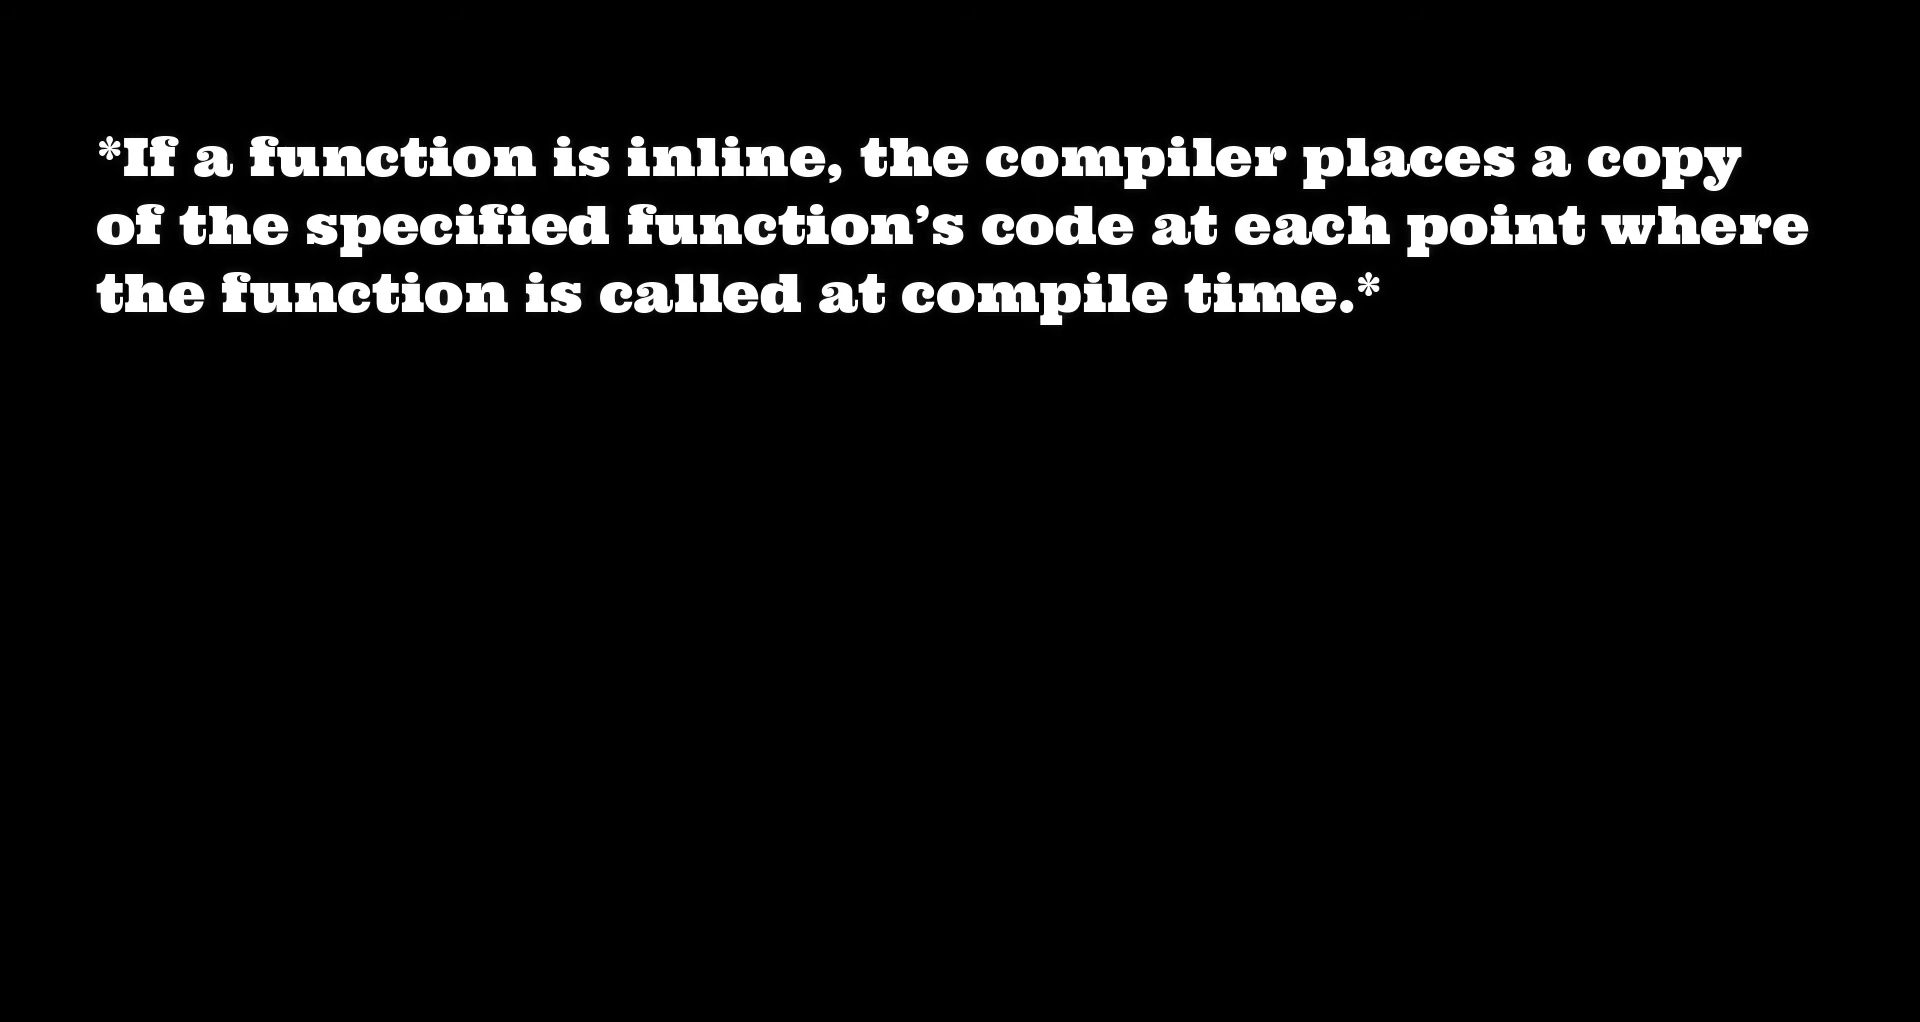 *If a function is inline, the compiler places a copy
of the specified function’s code at each point where
the function is called at compile time.*